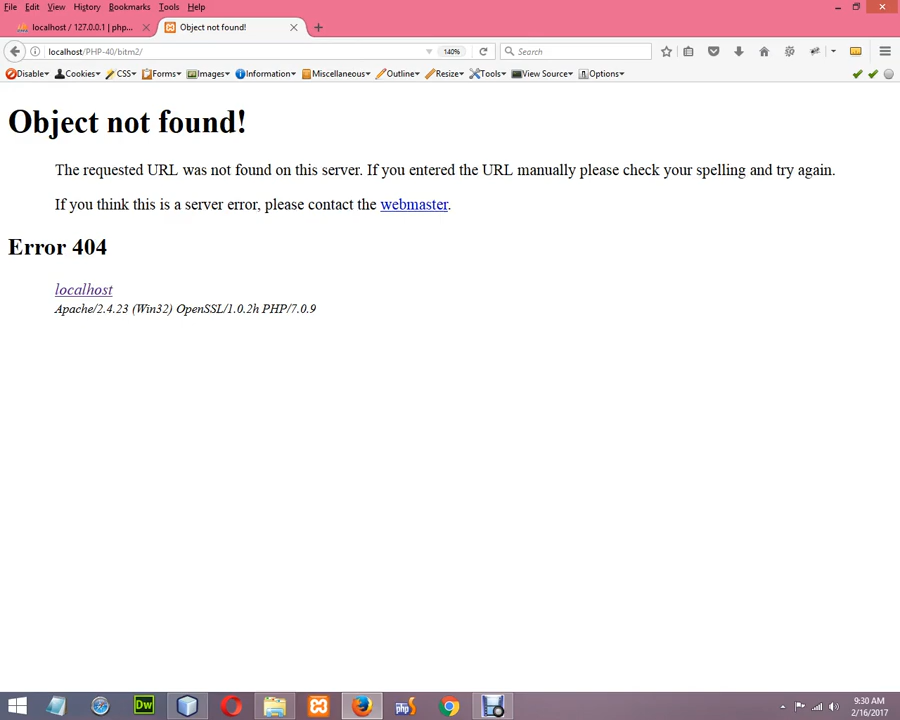 File Edit View History Bookmarks Tools Help
localhost / 127.0.0.1 | php...
Object not found!
localhost/PHP-40/bitm2/
140%
Search
Disable Cookies CSS Forms Images Information Miscellaneous Outline Resize Tools View Source Options
Object not found!
The requested URL was not found on this server. If you entered the URL manually please check your spelling and try again.
If you think this is a server error, please contact the webmaster.
Error 404
localhost
Apache/2.4.23 (Win32) OpenSSL/1.0.2h PHP/7.0.9
Dw
php
9:30 AM
2/16/2017